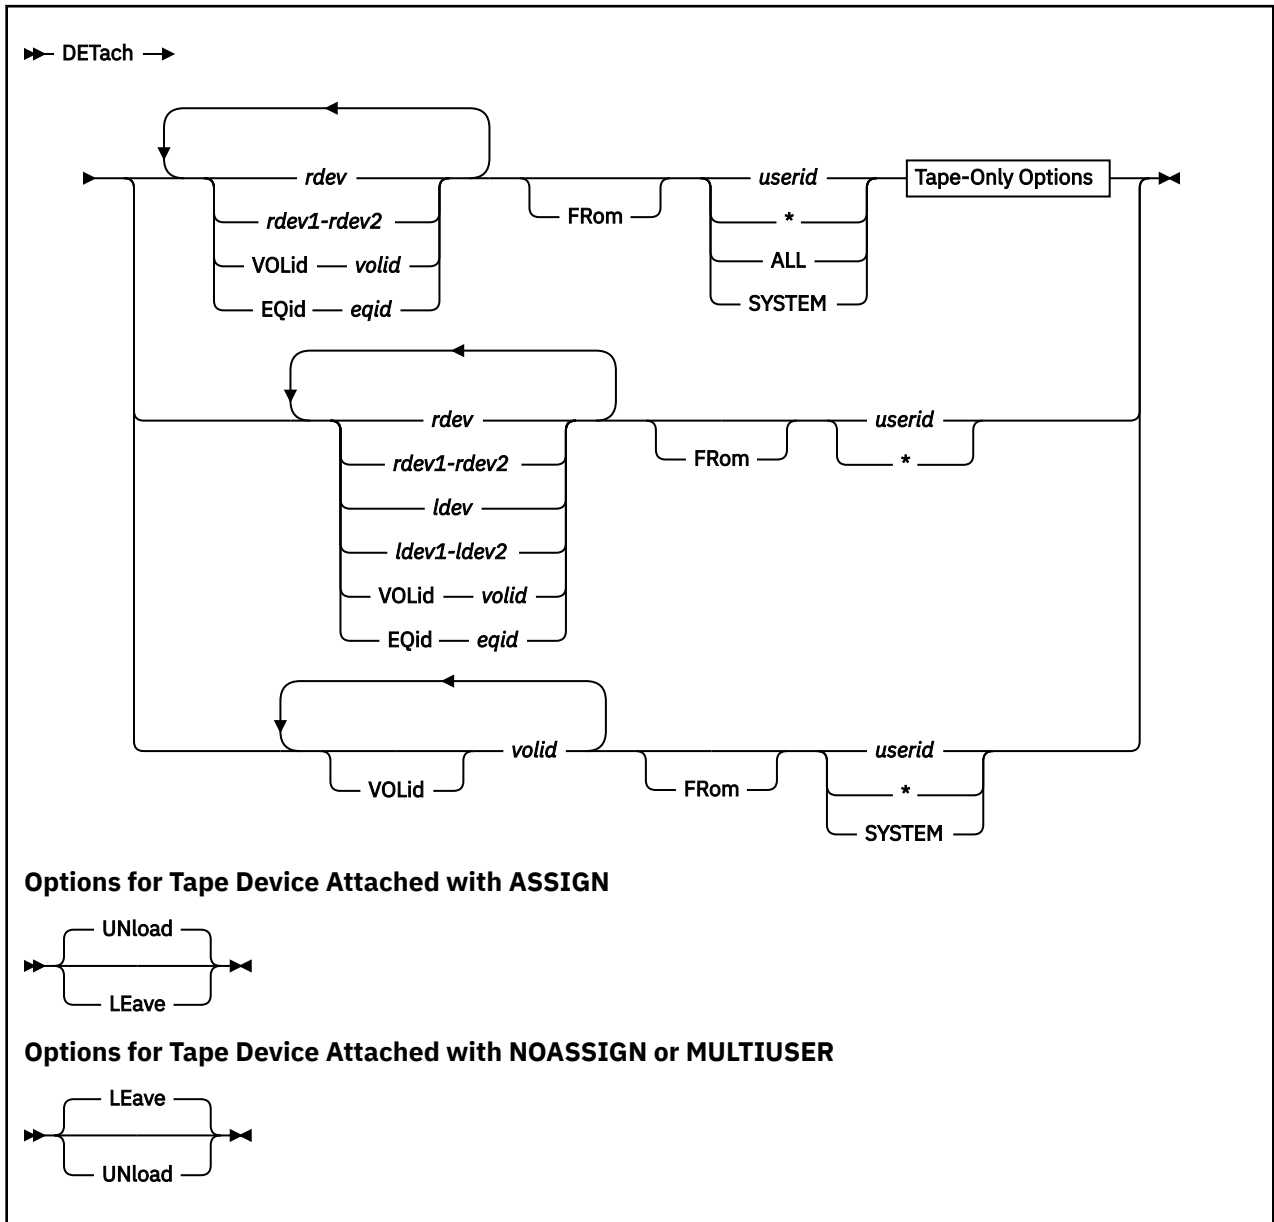 DETach
rdev userid Tape-Only Options
FRom
rdev1-rdev2 *
VOLid volid ALL
EQid eqid SYSTEM
rdev userid
rdev1-rdev2 FRom *
ldev
ldev1-ldev2
VOLid volid
EQid eqid
volid userid
VOLid FRom *
SYSTEM
Options for Tape Device Attached with ASSIGN
UNload
LEave
Options for Tape Device Attached with NOASSIGN or MULTIUSER
LEave
UNload